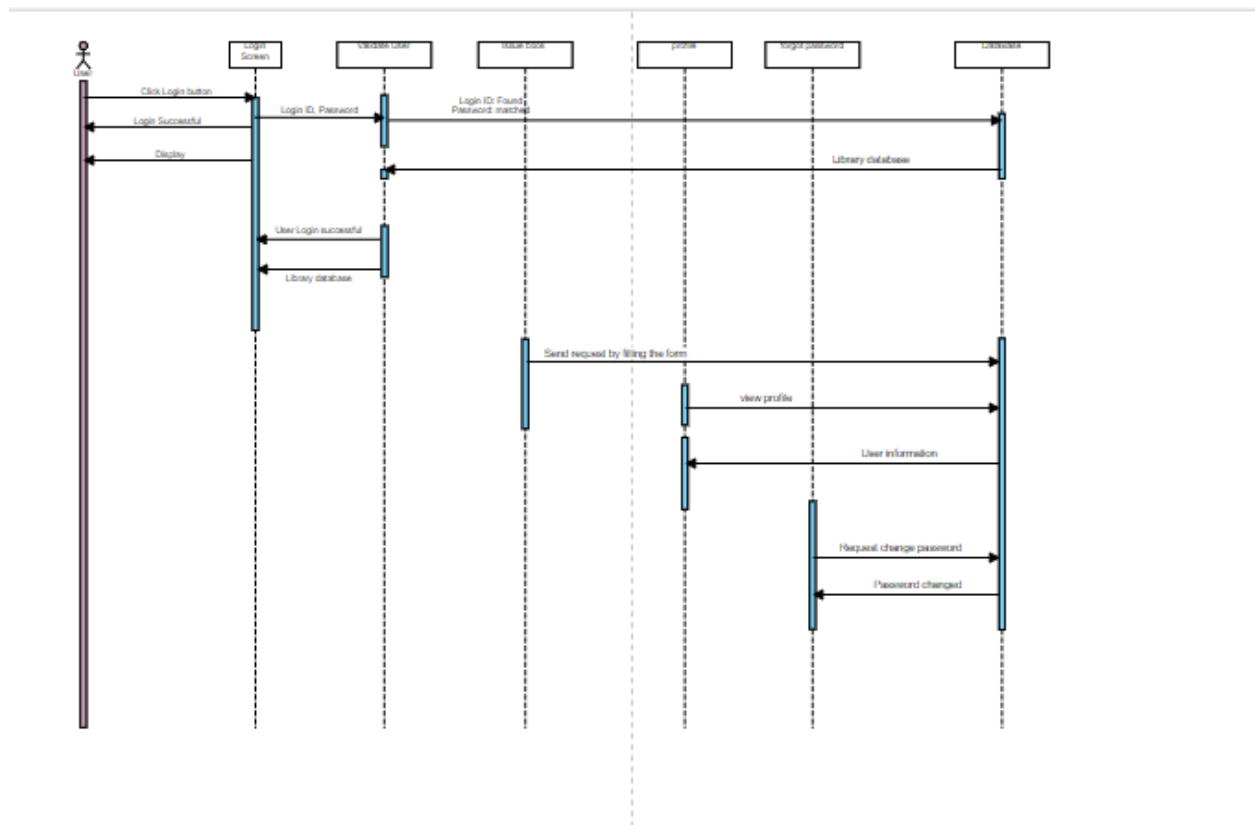 Login
Screen
Validate User
Issue book
profile
forgot password
Database
User
Click Login button
Login ID, Password
Login ID: Found,
Password: matched
Login Successful
Display
Library database
User Login successful
Library database
Send request by filling the form
view profile
User information
Request change password
Password changed